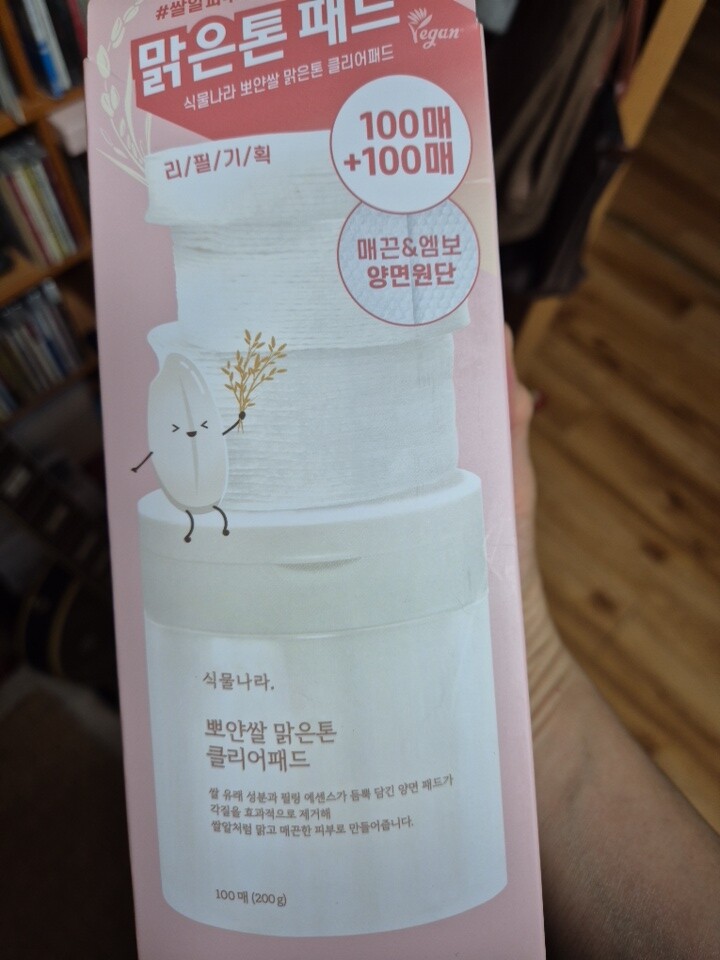 #쌀알피부
맑은톤 패드
Vegan
식물나라 뽀얀쌀 맑은톤 클리어패드
리/필/기/획
100매
+100매
매끈&엠보
양면원단
식물나라.
뽀얀쌀 맑은톤
클리어패드
쌀 유래 성분과 필링 에센스가 듬뿍 담긴 양면 패드가
각질을 효과적으로 제거해
쌀알처럼 맑고 매끈한 피부로 만들어줍니다.
100매 (200g)